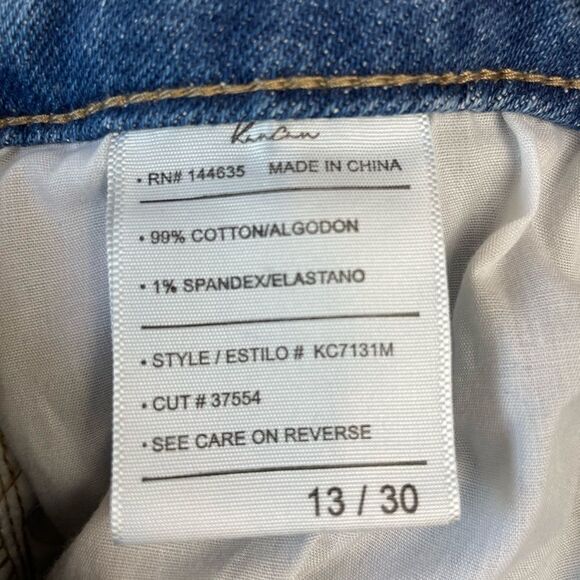 KanCan
• RN# 144635 MADE IN CHINA
• 99% COTTON/ALGODON
• 1% SPANDEX/ELASTANO
• STYLE / ESTILO # KC7131M
• CUT # 37554
• SEE CARE ON REVERSE
13 / 30